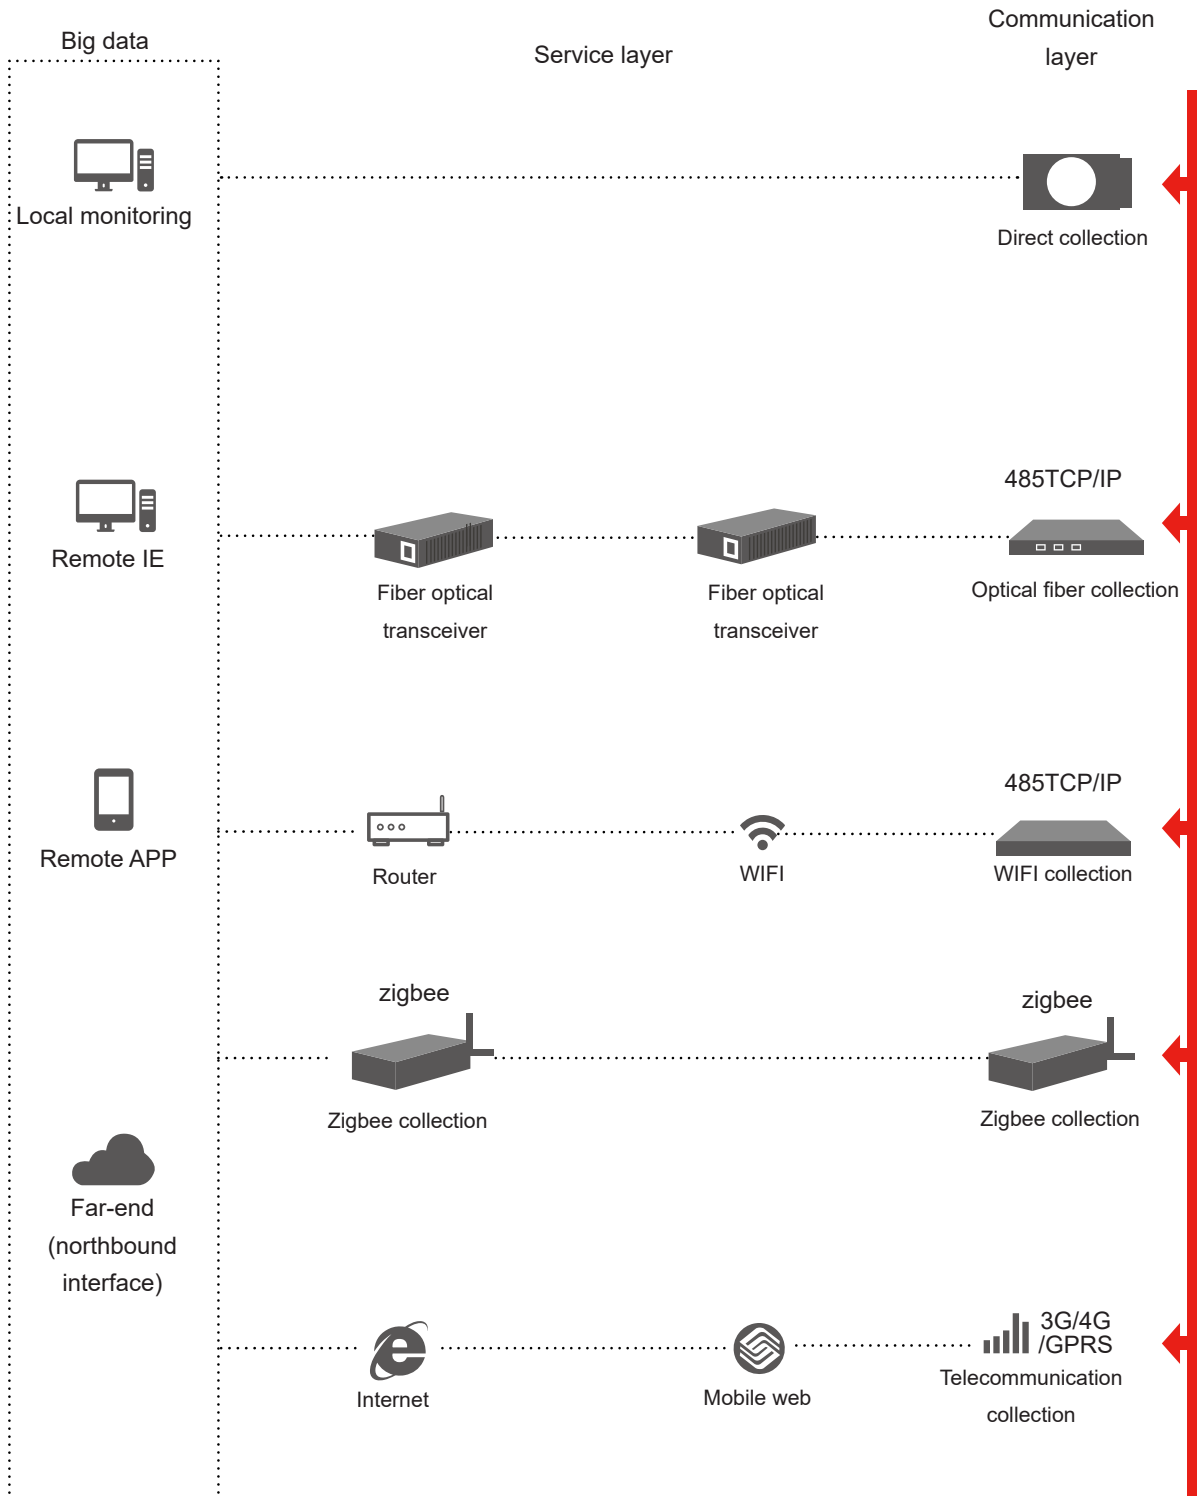 Big data
Service layer
Communication
layer
Local monitoring
Direct collection
485TCP/IP
Remote IE
Fiber optical
transceiver
Fiber optical
transceiver
Optical fiber collection
485TCP/IP
Remote APP
Router
WIFI
WIFI collection
zigbee
zigbee
Zigbee collection
Zigbee collection
Far-end
(northbound
interface)
3G/4G
/GPRS
Internet
Mobile web
Telecommunication
collection